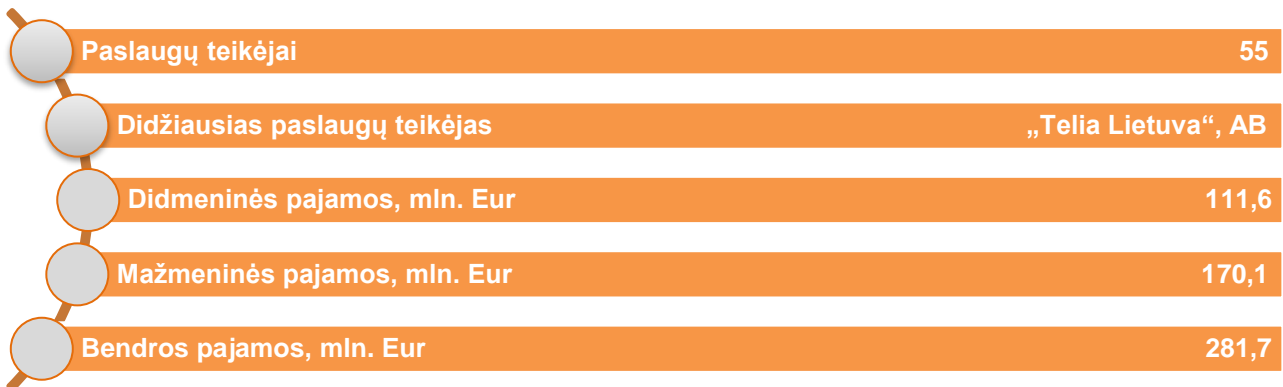 Paslaugų teikėjai 55
Didžiausias paslaugų teikėjas „Telia Lietuva“, AB
Didmeninės pajamos, mln. Eur 111,6
Mažmeninės pajamos, mln. Eur 170,1
Bendros pajamos, mln. Eur 281,7